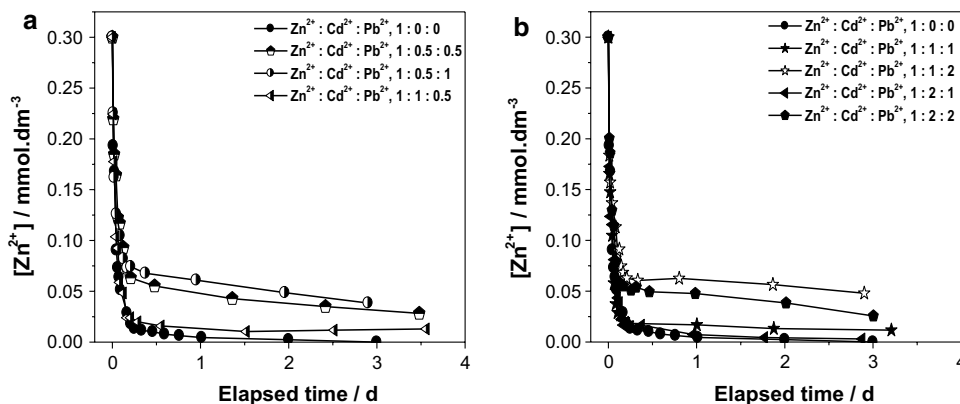 a
Zn²⁺ : Cd²⁺ : Pb²⁺, 1 : 0 : 0
Zn²⁺ : Cd²⁺ : Pb²⁺, 1 : 0.5 : 0.5
Zn²⁺ : Cd²⁺ : Pb²⁺, 1 : 0.5 : 1
Zn²⁺ : Cd²⁺ : Pb²⁺, 1 : 1 : 0.5
[Zn²⁺] / mmol.dm⁻³
0.30
0.25
0.20
0.15
0.10
0.05
0.00
0 1 2 3 4
Elapsed time / d
b
Zn²⁺ : Cd²⁺ : Pb²⁺, 1 : 0 : 0
Zn²⁺ : Cd²⁺ : Pb²⁺, 1 : 1 : 1
Zn²⁺ : Cd²⁺ : Pb²⁺, 1 : 1 : 2
Zn²⁺ : Cd²⁺ : Pb²⁺, 1 : 2 : 1
Zn²⁺ : Cd²⁺ : Pb²⁺, 1 : 2 : 2
[Zn²⁺] / mmol.dm⁻³
0.30
0.25
0.20
0.15
0.10
0.05
0.00
0 1 2 3 4
Elapsed time / d